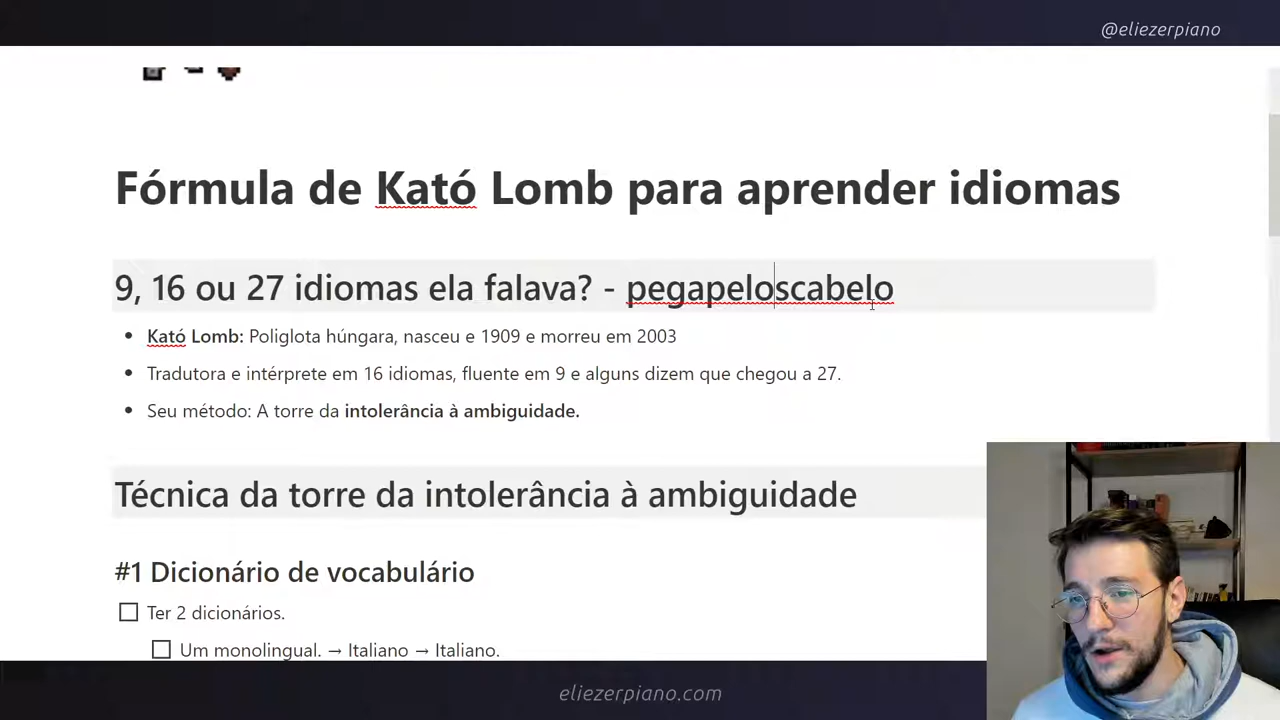 @eliezerpiano
Fórmula de Kató Lomb para aprender idiomas
9, 16 ou 27 idiomas ela falava? - pegapeloscabelo
• Kató Lomb: Poliglota húngara, nasceu e 1909 e morreu em 2003
• Tradutora e intérprete em 16 idiomas, fluente em 9 e alguns dizem que chegou a 27.
• Seu método: A torre da intolerância à ambiguidade.
Técnica da torre da intolerância à ambiguidade
#1 Dicionário de vocabulário
Ter 2 dicionários.
Um monolingual. → Italiano → Italiano.
eliezerpiano.com